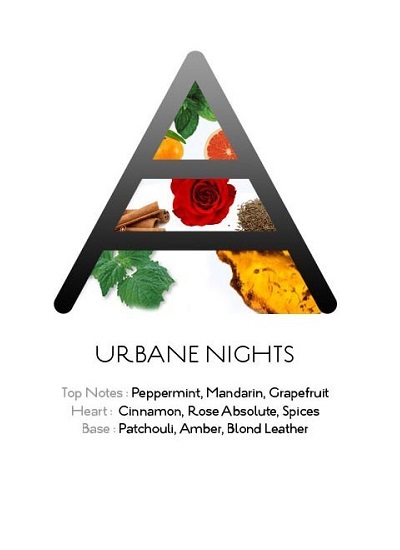 URBANE NIGHTS
Top Notes : Peppermint, Mandarin, Grapefruit
Heart : Cinnamon, Rose Absolute, Spices
Base : Patchouli, Amber, Blond Leather